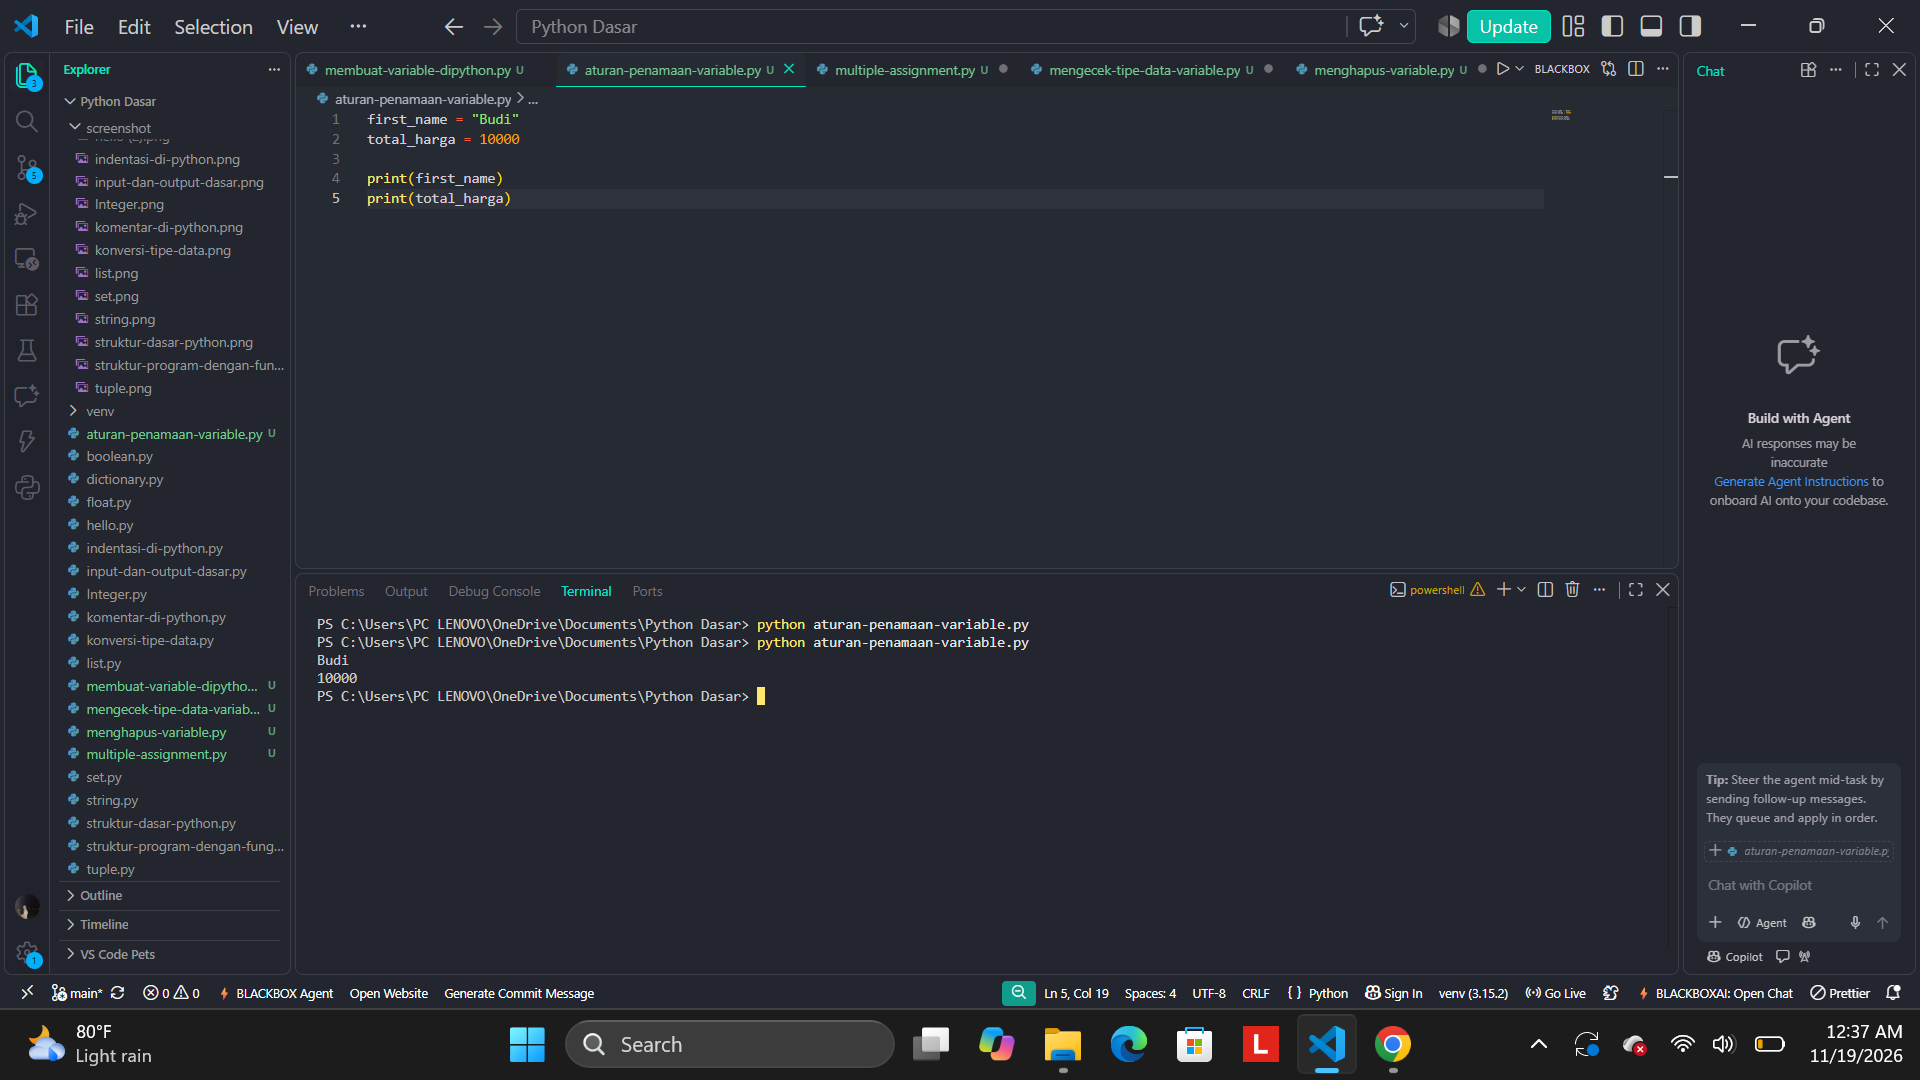 File
Edit
Selection
View
Python Dasar
Update
Explorer
Python Dasar
screenshot
indentasi-di-python.png
input-dan-output-dasar.png
Integer.png
komentar-di-python.png
konversi-tipe-data.png
list.png
set.png
string.png
struktur-dasar-python.png
struktur-program-dengan-fun...
tuple.png
venv
aturan-penamaan-variable.py U
boolean.py
dictionary.py
float.py
hello.py
indentasi-di-python.py
input-dan-output-dasar.py
Integer.py
komentar-di-python.py
konversi-tipe-data.py
list.py
membuat-variable-dipytho... U
mengecek-tipe-data-variab... U
menghapus-variable.py U
multiple-assignment.py U
set.py
string.py
struktur-dasar-python.py
struktur-program-dengan-fung...
tuple.py
Outline
Timeline
VS Code Pets
3
5
1
membuat-variable-dipython.py U
aturan-penamaan-variable.py U
multiple-assignment.py U
mengecek-tipe-data-variable.py U
menghapus-variable.py U
BLACKBOX
aturan-penamaan-variable.py > ...
1 first_name = "Budi"
2 total_harga = 10000
3
4 print(first_name)
5 print(total_harga)
Problems
Output
Debug Console
Terminal
Ports
powershell
PS C:\Users\PC LENOVO\OneDrive\Documents\Python Dasar> python aturan-penamaan-variable.py
PS C:\Users\PC LENOVO\OneDrive\Documents\Python Dasar> python aturan-penamaan-variable.py
Budi
10000
PS C:\Users\PC LENOVO\OneDrive\Documents\Python Dasar>
Chat
Build with Agent
AI responses may be
inaccurate
Generate Agent Instructions to
onboard AI onto your codebase.
Tip: Steer the agent mid-task by
sending follow-up messages.
They queue and apply in order.
aturan-penamaan-variable.p
Chat with Copilot
Agent
Copilot
main*
0
0
BLACKBOX Agent
Open Website
Generate Commit Message
Ln 5, Col 19
Spaces: 4
UTF-8
CRLF
{ } Python
Sign In
venv (3.15.2)
Go Live
BLACKBOXAI: Open Chat
Prettier
80°F
Light rain
Search
L
12:37 AM
11/19/2026